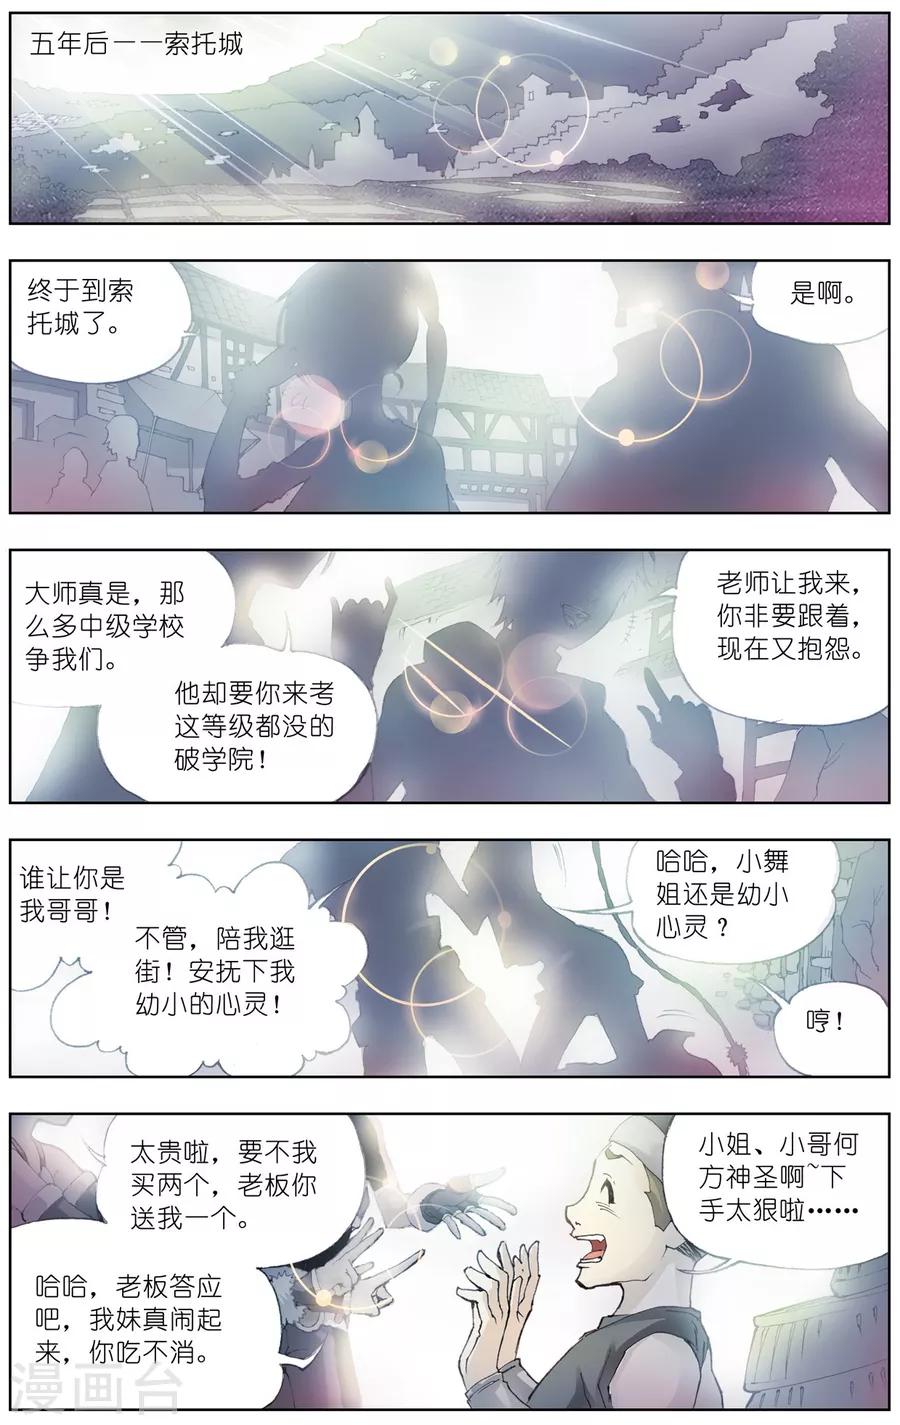 五年后——索托城
终于到索
托城了。
是啊。
大师真是，那
么多中级学校
争我们。
他却要你来考
这等级都没的
破学院！
老师让我来，
你非要跟着，
现在又抱怨。
谁让你是
我哥哥！
不管，陪我逛
街！安抚下我
幼小的心灵！
哈哈，小舞
姐还是幼小
心灵？
哼！
太贵啦，要不我
买两个，老板你
送我一个。
哈哈，老板答应
吧，我妹真闹起
来，你吃不消。
小姐、小哥何
方神圣啊~下
手太狠啦……
漫画台